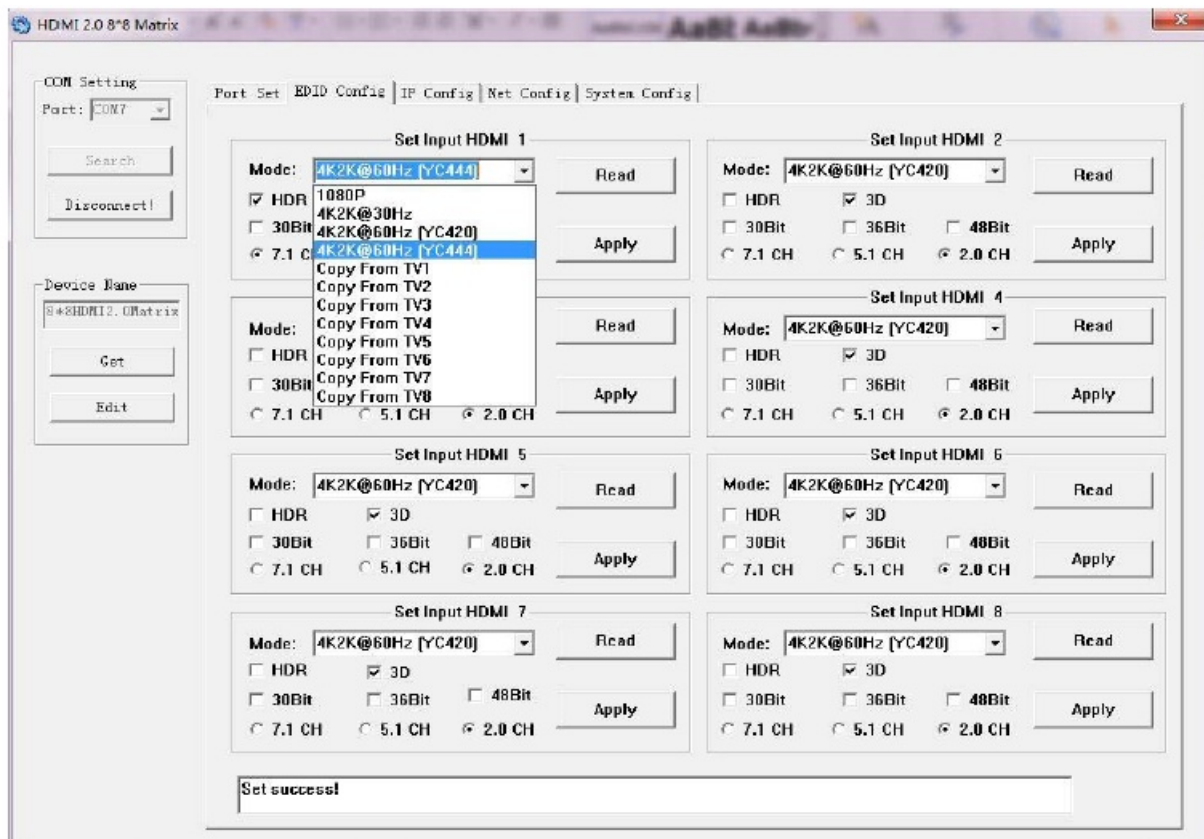 HDMI 2.0 8*8 Matrix
COM Setting
Port: COM7
Search
Disconnect!
Device Name
8*8HDMI2.0Matrix
Get
Edit
Port Set EDID Config IP Config Net Config System Config
Set Input HDMI 1
Mode: 4K2K@60Hz (YC444) Read
HDR
30Bit
7.1 C Apply
1080P
4K2K@30Hz
4K2K@60Hz (YC420)
4K2K@60Hz (YC444)
Copy From TV1
Copy From TV2
Copy From TV3
Copy From TV4
Copy From TV5
Copy From TV6
Copy From TV7
Copy From TV8
Set Input HDMI 2
Mode: 4K2K@60Hz (YC420) Read
HDR 3D
30Bit 36Bit 48Bit
7.1 CH 5.1 CH 2.0 CH Apply
Mode: Read
HDR
30Bit
7.1 CH 5.1 CH 2.0 CH Apply
Set Input HDMI 4
Mode: 4K2K@60Hz (YC420) Read
HDR 3D
30Bit 36Bit 48Bit
7.1 CH 5.1 CH 2.0 CH Apply
Set Input HDMI 5
Mode: 4K2K@60Hz (YC420) Read
HDR 3D
30Bit 36Bit 48Bit
7.1 CH 5.1 CH 2.0 CH Apply
Set Input HDMI 6
Mode: 4K2K@60Hz (YC420) Read
HDR 3D
30Bit 36Bit 48Bit
7.1 CH 5.1 CH 2.0 CH Apply
Set Input HDMI 7
Mode: 4K2K@60Hz (YC420) Read
HDR 3D
30Bit 36Bit 48Bit
7.1 CH 5.1 CH 2.0 CH Apply
Set Input HDMI 8
Mode: 4K2K@60Hz (YC420) Read
HDR 3D
30Bit 36Bit 48Bit
7.1 CH 5.1 CH 2.0 CH Apply
Set success!